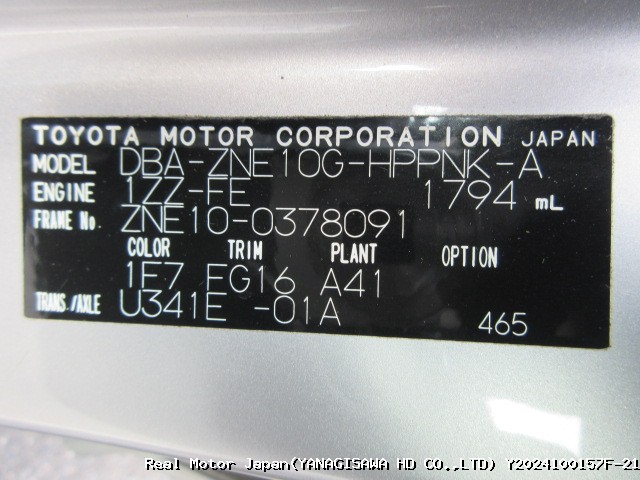 TOYOTA MOTOR CORPORATION JAPAN
MODEL DBA-ZNE10G-HPPNK-A
ENGINE 1ZZ-FE 1794 mL
FRAME No. ZNE10-0378091
COLOR TRIM PLANT OPTION
1F7 FG16 A41
TRANS./AXLE U341E -01A
465
Real Motor Japan(YANAGISAWA HD CO.,LTD) Y2024100157F-21